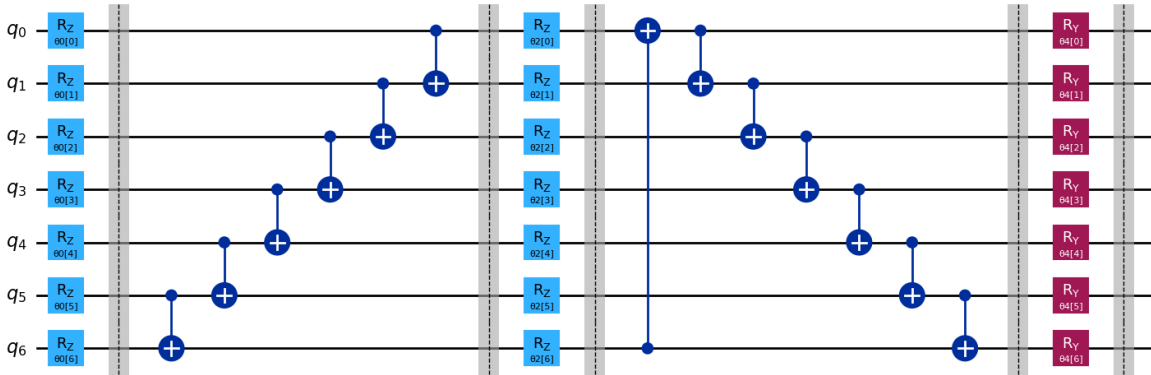 q0 RZ θ0[0] RZ θ2[0] RY θ4[0]
q1 RZ θ0[1] RZ θ2[1] RY θ4[1]
q2 RZ θ0[2] RZ θ2[2] RY θ4[2]
q3 RZ θ0[3] RZ θ2[3] RY θ4[3]
q4 RZ θ0[4] RZ θ2[4] RY θ4[4]
q5 RZ θ0[5] RZ θ2[5] RY θ4[5]
q6 RZ θ0[6] RZ θ2[6] RY θ4[6]